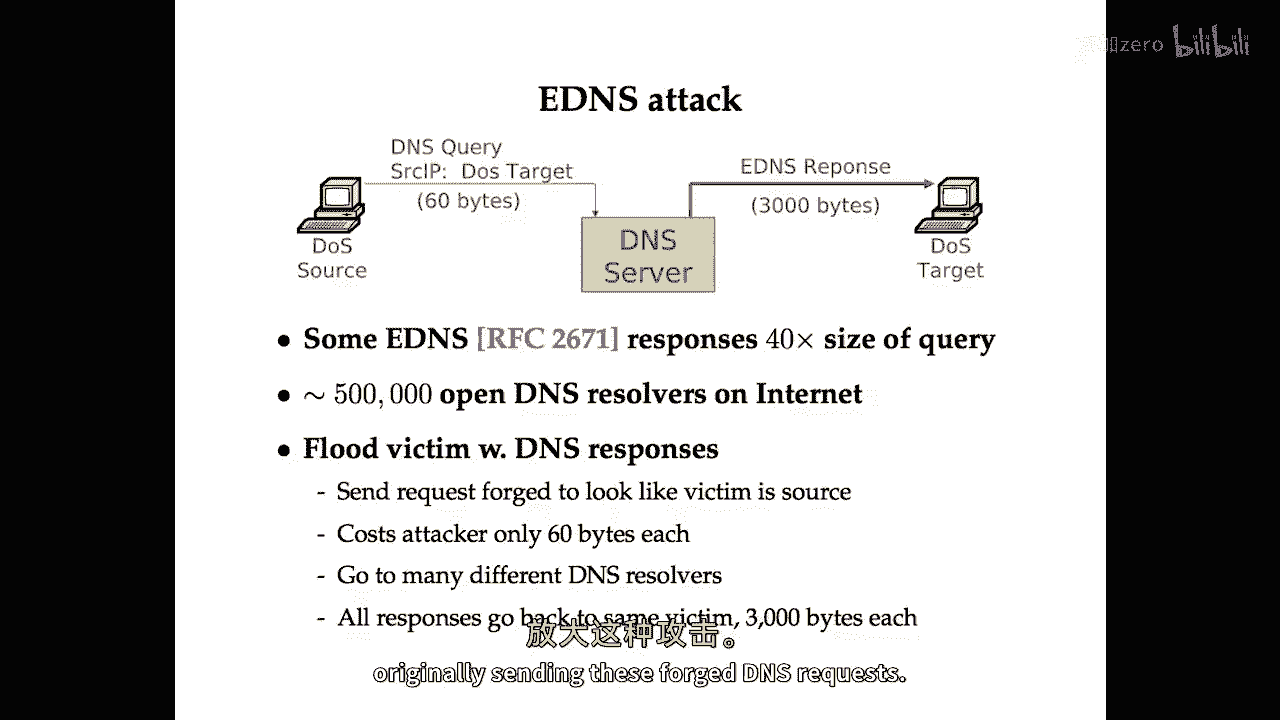 zero bilibili
EDNS attack
DNS Query
SrcIP: Dos Target
(60 bytes)
EDNS Reponse
(3000 bytes)
DoS
Source
DNS
Server
DoS
Target
• Some EDNS [RFC 2671] responses 40× size of query
• ~ 500,000 open DNS resolvers on Internet
• Flood victim w. DNS responses
- Send request forged to look like victim is source
- Costs attacker only 60 bytes each
- Go to many different DNS resolvers
- All responses go back to same victim, 3,000 bytes each
放大这种攻击。
originally sending these forged DNS requests.